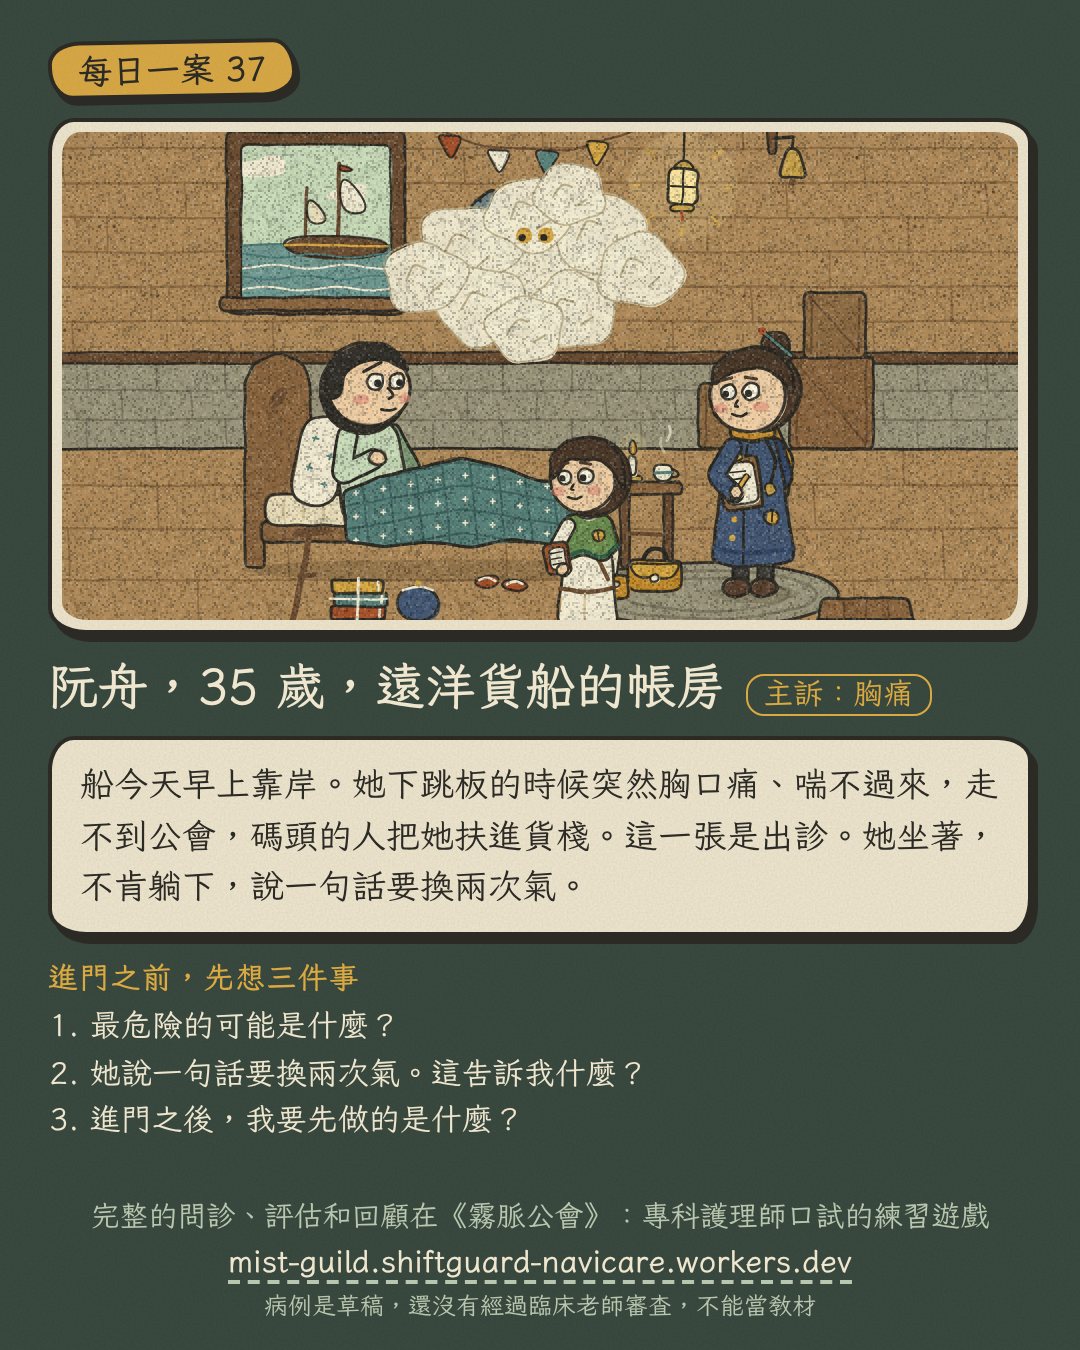 每日一案 37
阮舟，35 歲，遠洋貨船的帳房
主訴：胸痛
船今天早上靠岸。她下跳板的時候突然胸口痛、喘不過來，走
不到公會，碼頭的人把她扶進貨棧。這一張是出診。她坐著，
不肯躺下，說一句話要換兩次氣。
進門之前，先想三件事
1. 最危險的可能是什麼？
2. 她說一句話要換兩次氣。這告訴我什麼？
3. 進門之後，我要先做的是什麼？
完整的問診、評估和回顧在《霧脈公會》：專科護理師口試的練習遊戲
mist-guild.shiftguard-navicare.workers.dev
病例是草稿，還沒有經過臨床老師審查，不能當教材